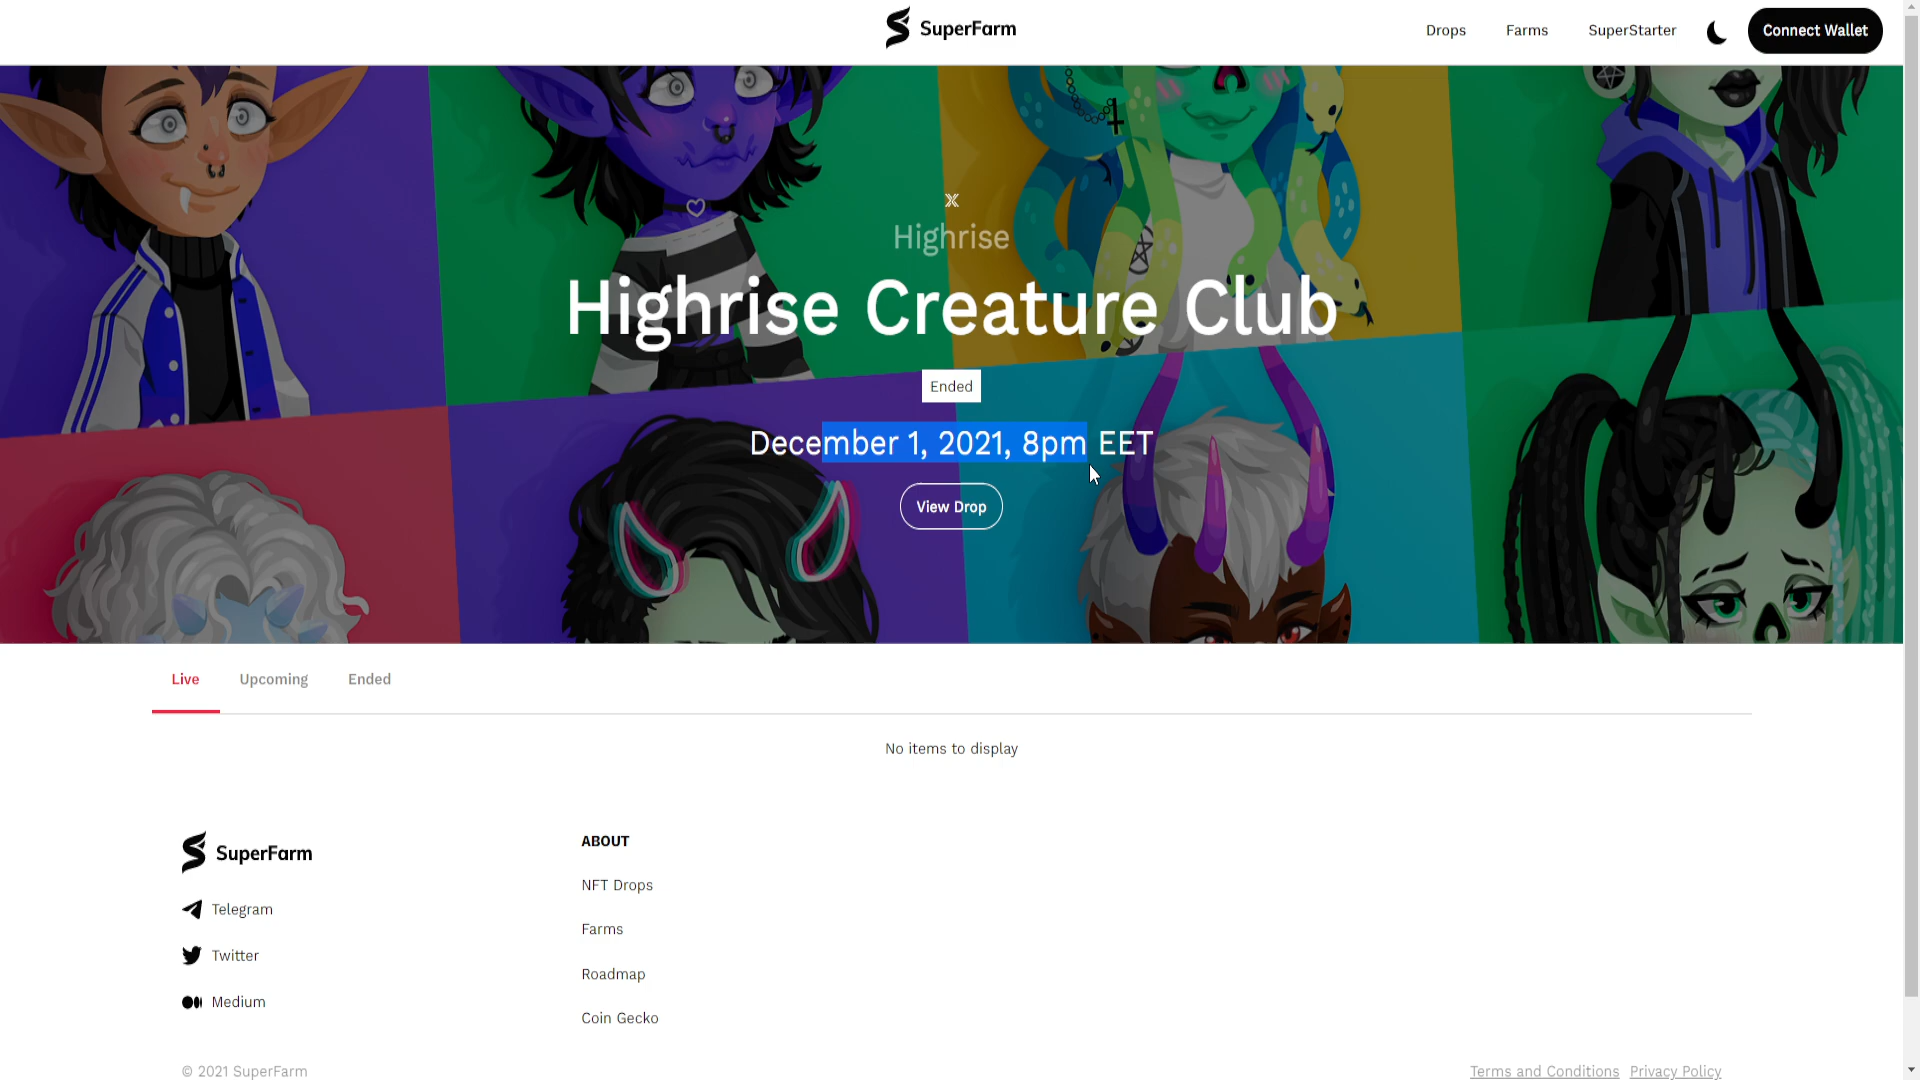 SuperFarm
Drops Farms SuperStarter Connect Wallet
Highrise
Highrise Creature Club
Ended
December 1, 2021, 8pm EET
View Drop
Live Upcoming Ended
No items to display
SuperFarm
Telegram
Twitter
Medium
ABOUT
NFT Drops
Farms
Roadmap
Coin Gecko
© 2021 SuperFarm
Terms and Conditions Privacy Policy